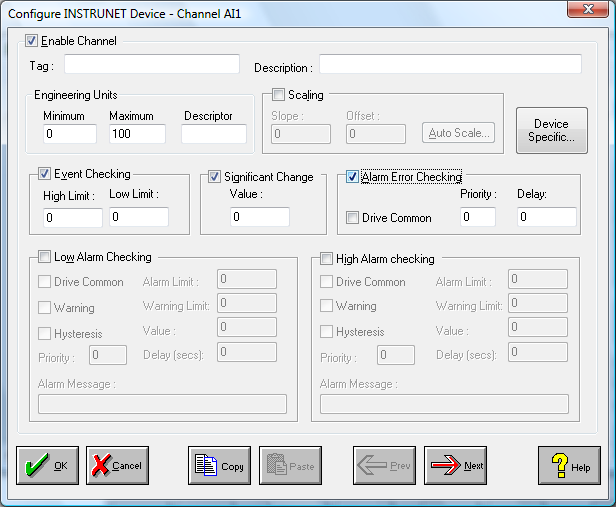 Configure INSTRUNET Device - Channel AI1
Enable Channel
Tag :
Description :
Engineering Units
Minimum Maximum Descriptor
0 100
Scaling
Slope : Offset :
0 0 Auto Scale...
Device Specific...
Event Checking
High Limit : Low Limit :
0 0
Significant Change
Value :
0
Alarm Error Checking
Priority : Delay:
Drive Common 0 0
Low Alarm Checking
Drive Common Alarm Limit : 0
Warning Warning Limit: 0
Hysteresis Value : 0
Priority : 0 Delay (secs): 0
Alarm Message :
High Alarm checking
Drive Common Alarm Limit : 0
Warning Warning Limit: 0
Hysteresis Value : 0
Priority : 0 Delay (secs): 0
Alarm Message :
OK Cancel Copy Paste Prev Next Help